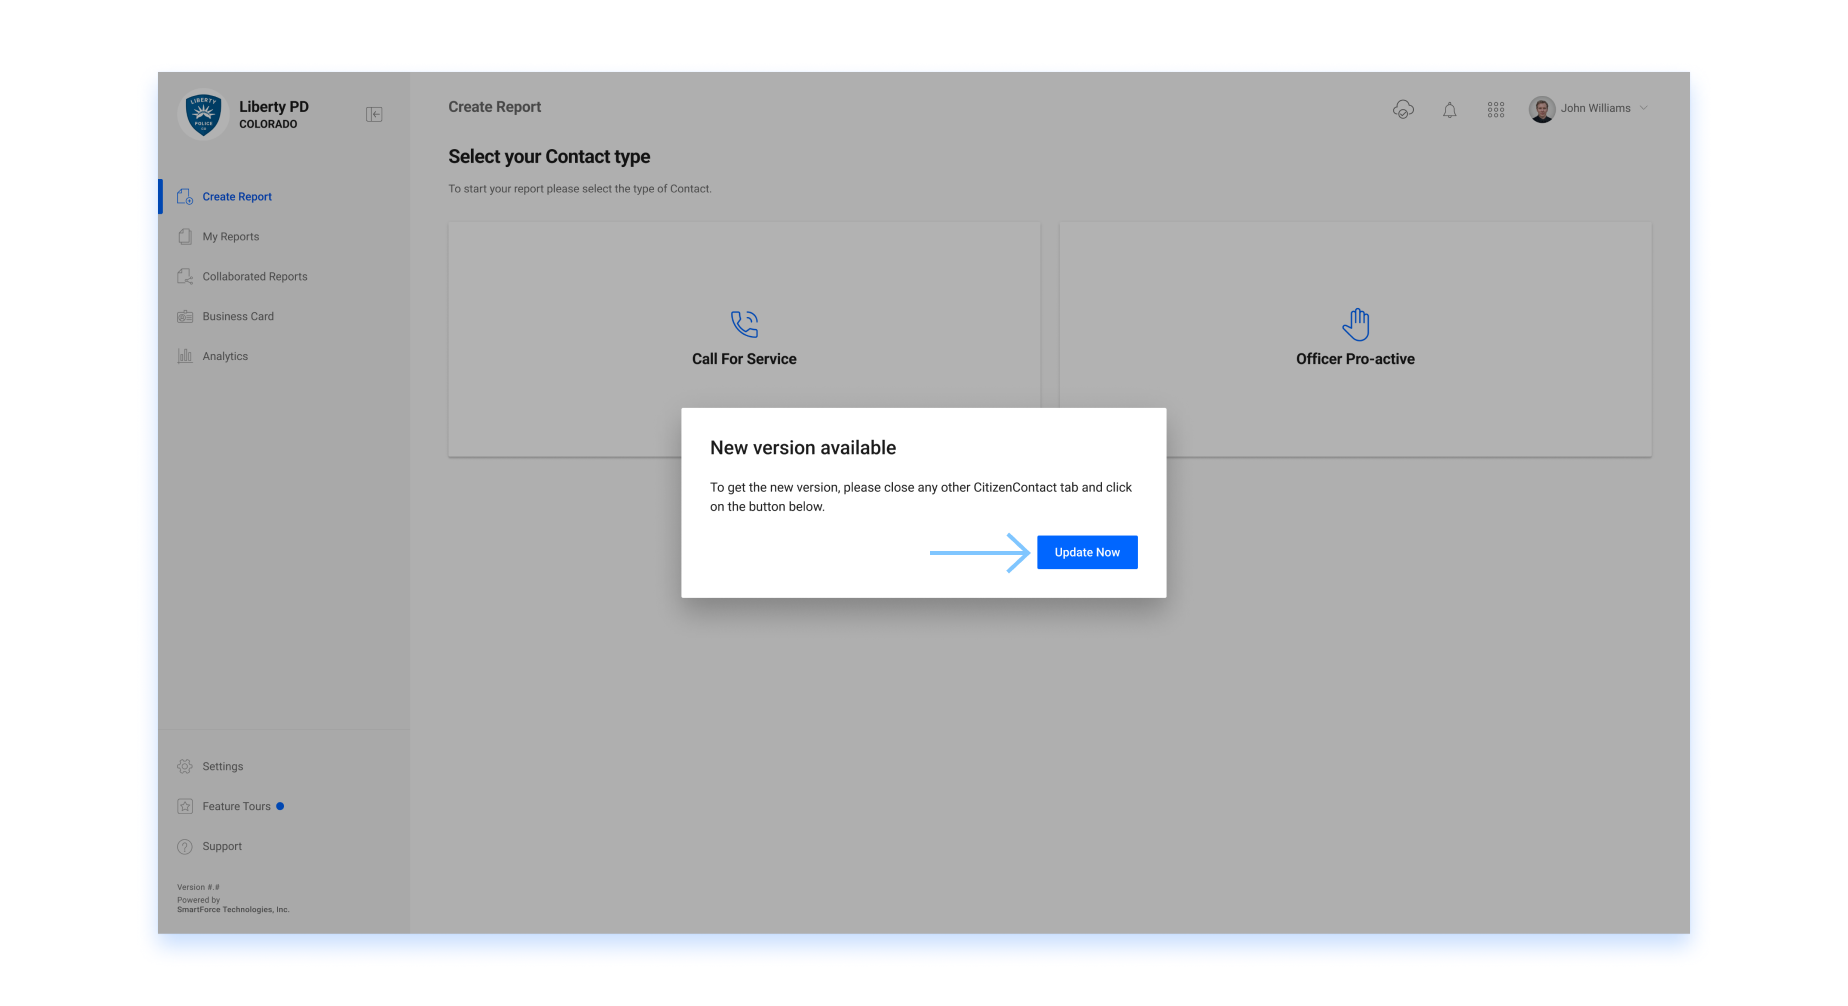 LIBERTY
POLICE
CO
Liberty PD
COLORADO
Create Report
My Reports
Collaborated Reports
Business Card
Analytics
Settings
Feature Tours
Support
Version #.#
Powered by
SmartForce Technologies, Inc.
Create Report
John Williams
Select your Contact type
To start your report please select the type of Contact.
Call For Service
Officer Pro-active
New version available
To get the new version, please close any other CitizenContact tab and click
on the button below.
Update Now